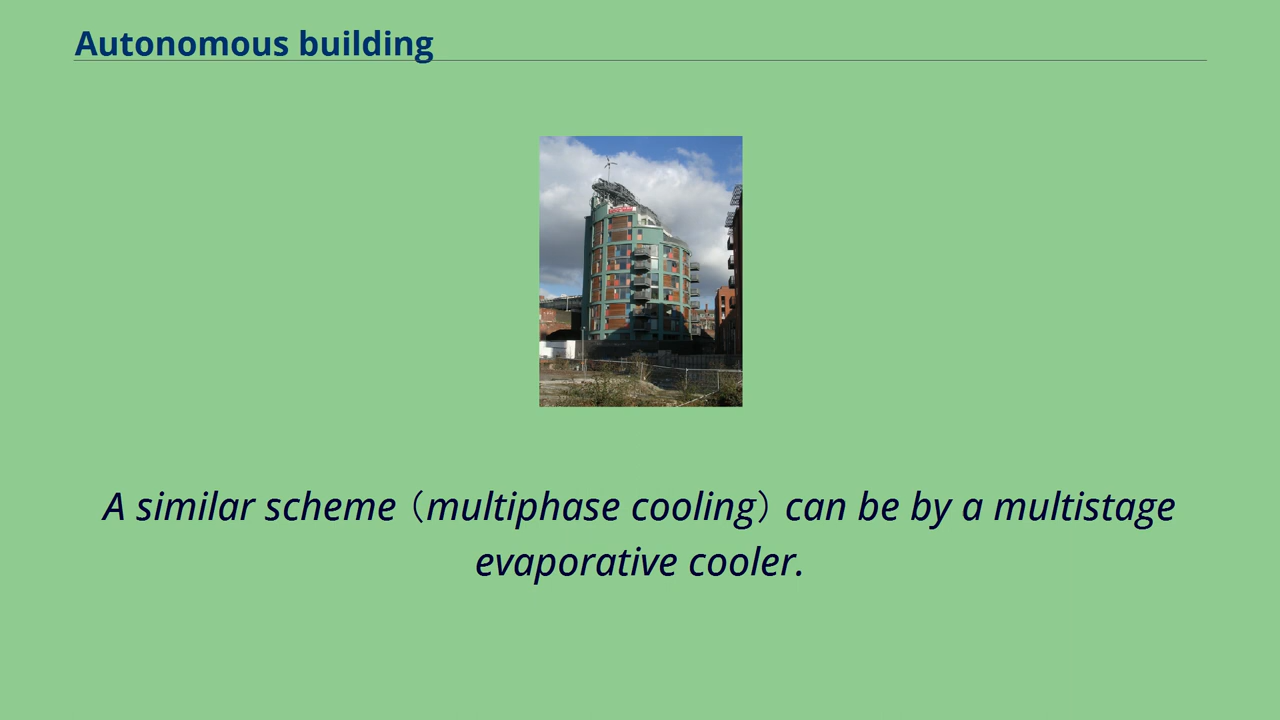 Autonomous building
A similar scheme（multiphase cooling）can be by a multistage
evaporative cooler.